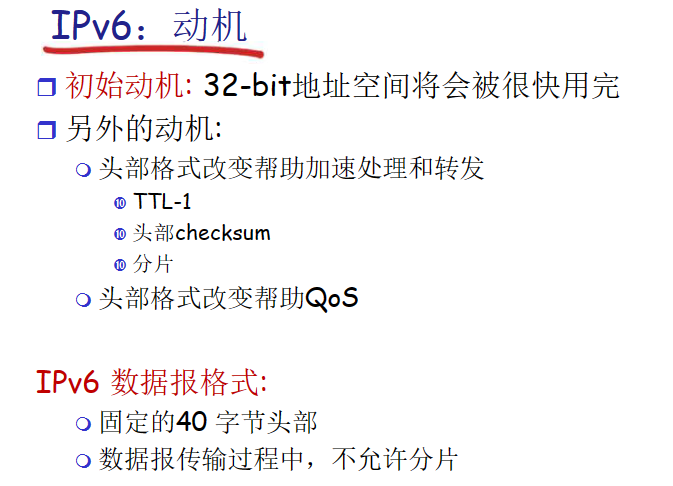 IPv6：动机
初始动机: 32-bit地址空间将会被很快用完
另外的动机:
头部格式改变帮助加速处理和转发
TTL-1
头部checksum
分片
头部格式改变帮助QoS
IPv6 数据报格式:
固定的40 字节头部
数据报传输过程中，不允许分片